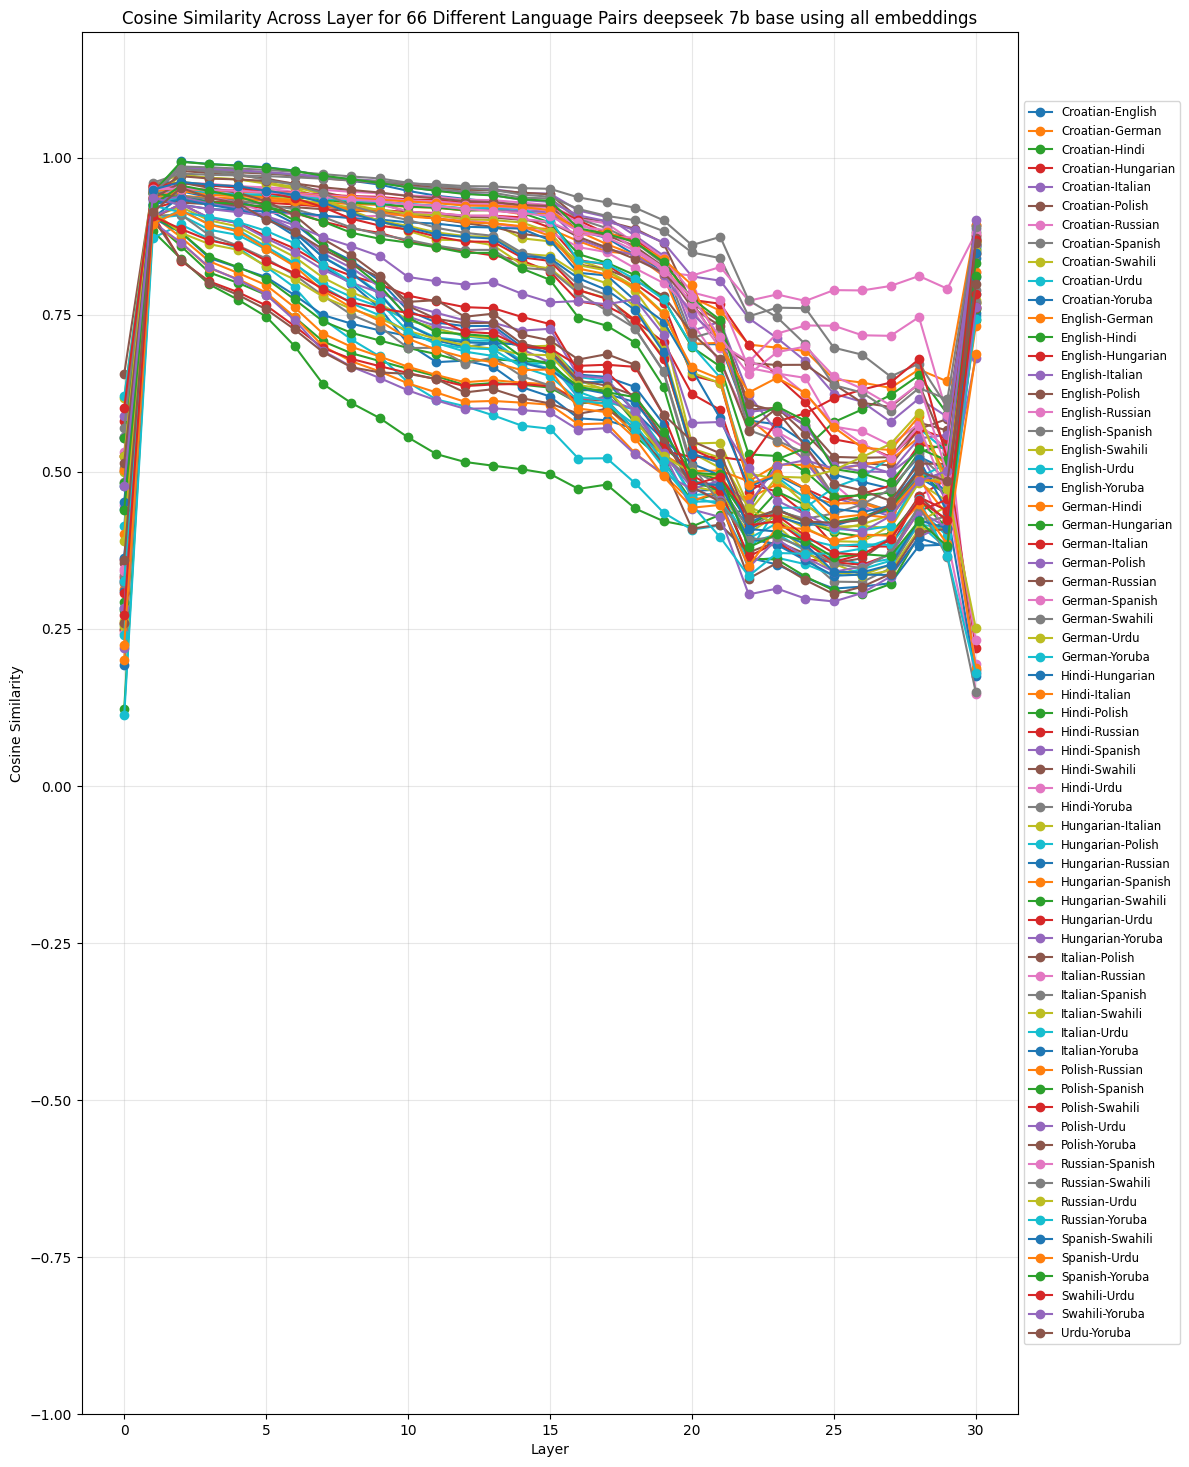 Cosine Similarity Across Layer for 66 Different Language Pairs deepseek 7b base using all embeddings
1.00
0.75
0.50
0.25
0.00
−0.25
−0.50
−0.75
−1.00
Cosine Similarity
0 5 10 15 20 25 30
Layer
Croatian-English
Croatian-German
Croatian-Hindi
Croatian-Hungarian
Croatian-Italian
Croatian-Polish
Croatian-Russian
Croatian-Spanish
Croatian-Swahili
Croatian-Urdu
Croatian-Yoruba
English-German
English-Hindi
English-Hungarian
English-Italian
English-Polish
English-Russian
English-Spanish
English-Swahili
English-Urdu
English-Yoruba
German-Hindi
German-Hungarian
German-Italian
German-Polish
German-Russian
German-Spanish
German-Swahili
German-Urdu
German-Yoruba
Hindi-Hungarian
Hindi-Italian
Hindi-Polish
Hindi-Russian
Hindi-Spanish
Hindi-Swahili
Hindi-Urdu
Hindi-Yoruba
Hungarian-Italian
Hungarian-Polish
Hungarian-Russian
Hungarian-Spanish
Hungarian-Swahili
Hungarian-Urdu
Hungarian-Yoruba
Italian-Polish
Italian-Russian
Italian-Spanish
Italian-Swahili
Italian-Urdu
Italian-Yoruba
Polish-Russian
Polish-Spanish
Polish-Swahili
Polish-Urdu
Polish-Yoruba
Russian-Spanish
Russian-Swahili
Russian-Urdu
Russian-Yoruba
Spanish-Swahili
Spanish-Urdu
Spanish-Yoruba
Swahili-Urdu
Swahili-Yoruba
Urdu-Yoruba